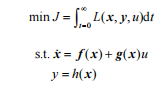 min J = ∫_{t=0}^{∞} L(x, y, u)dt
s.t. ẋ = f(x) + g(x)u
y = h(x)